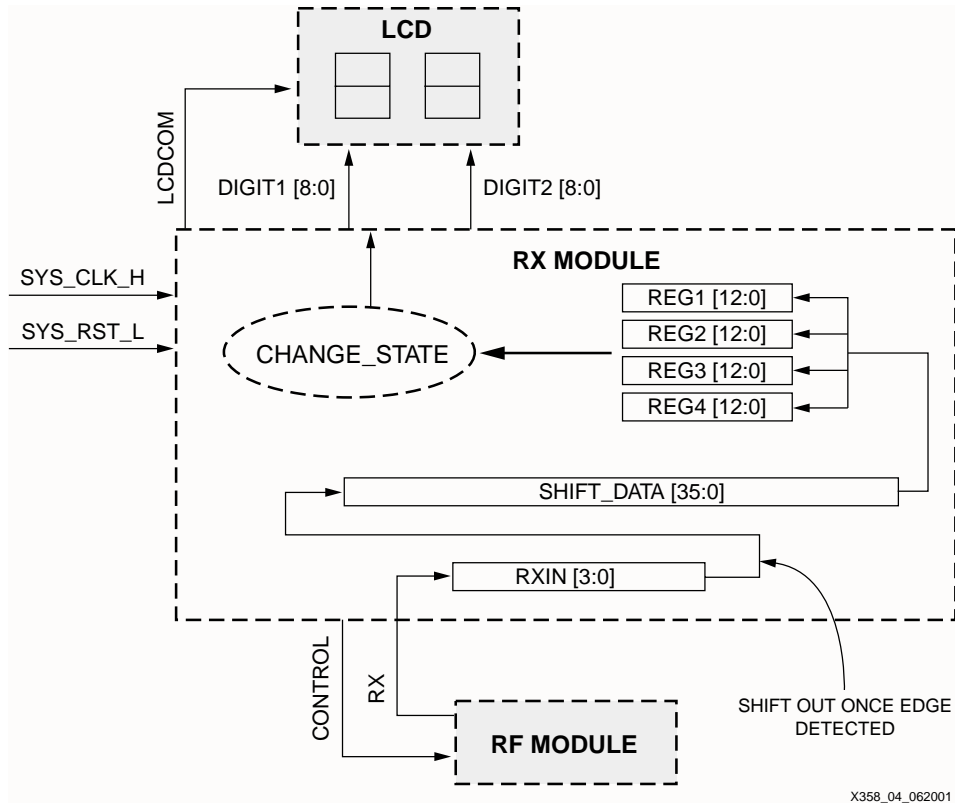 LCD
LCDCOM
DIGIT1 [8:0]
DIGIT2 [8:0]
RX MODULE
SYS_CLK_H
REG1 [12:0]
SYS_RST_L
REG2 [12:0]
CHANGE_STATE
REG3 [12:0]
REG4 [12:0]
SHIFT_DATA [35:0]
RXIN [3:0]
CONTROL
RX
SHIFT OUT ONCE EDGE
DETECTED
RF MODULE
X358_04_062001